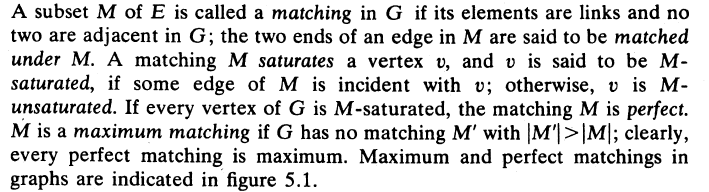 A subset M of E is called a matching in G if its elements are links and no
two are adjacent in G; the two ends of an edge in M are said to be matched
under M. A matching M saturates a vertex v, and v is said to be M-
saturated, if some edge of M is incident with v; otherwise, v is M-
unsaturated. If every vertex of G is M-saturated, the matching M is perfect.
M is a maximum matching if G has no matching M' with |M'|>|M|; clearly,
every perfect matching is maximum. Maximum and perfect matchings in
graphs are indicated in figure 5.1.